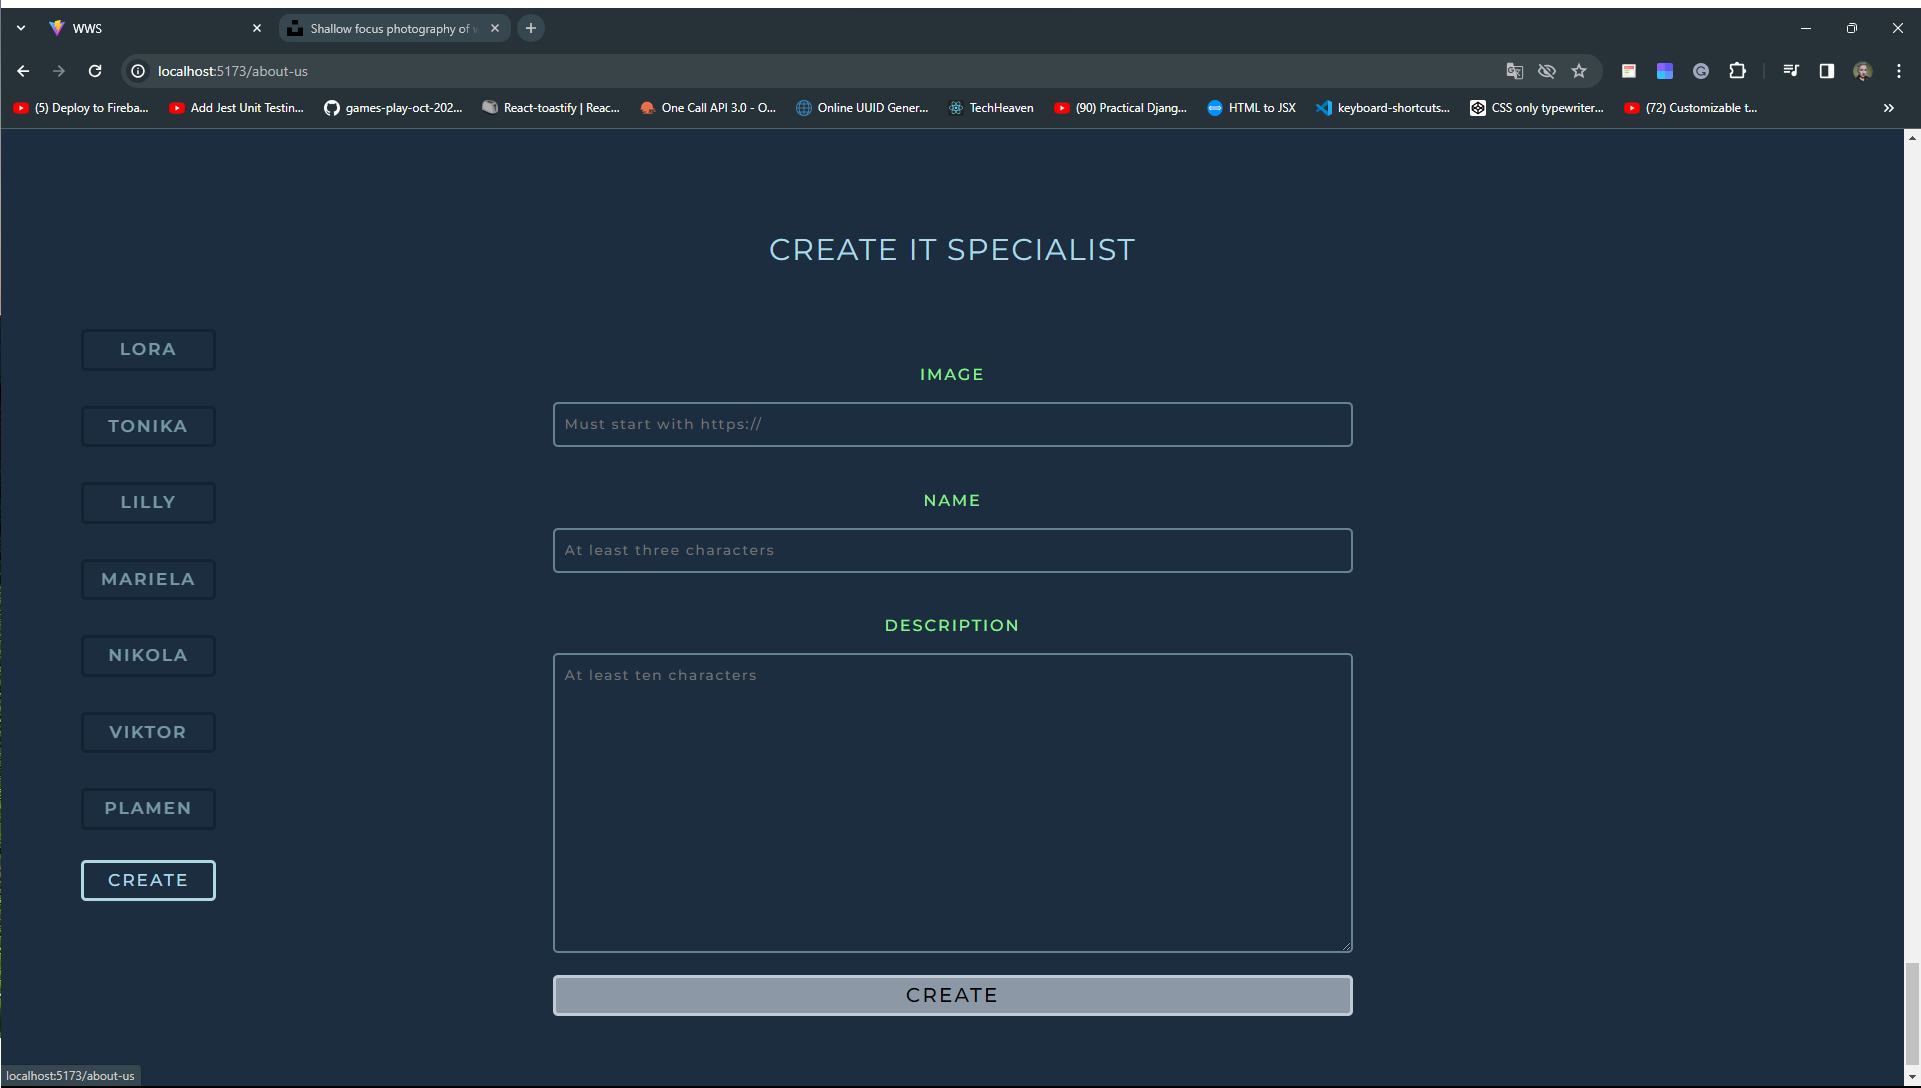 WWS
Shallow focus photography of w
localhost:5173/about-us
(5) Deploy to Fireba...
Add Jest Unit Testin...
games-play-oct-202...
React-toastify | Reac...
One Call API 3.0 - O...
Online UUID Gener...
TechHeaven
(90) Practical Djang...
HTML to JSX
keyboard-shortcuts...
CSS only typewriter...
(72) Customizable t...
CREATE IT SPECIALIST
LORA
TONIKA
LILLY
MARIELA
NIKOLA
VIKTOR
PLAMEN
CREATE
IMAGE
Must start with https://
NAME
At least three characters
DESCRIPTION
At least ten characters
CREATE
localhost:5173/about-us